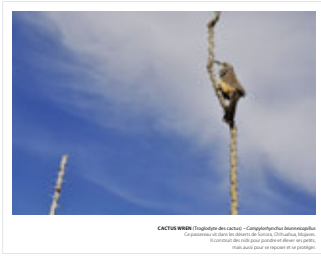 CACTUS WREN (Troglodyte des cactus) – Campylorhynchus brunneicapillus
Ce passereau vit dans les déserts de Sonora, Chihuahua, Mojaves.
Il construit des nids pour pondre et élever ses petits,
mais aussi pour se reposer et se protéger.